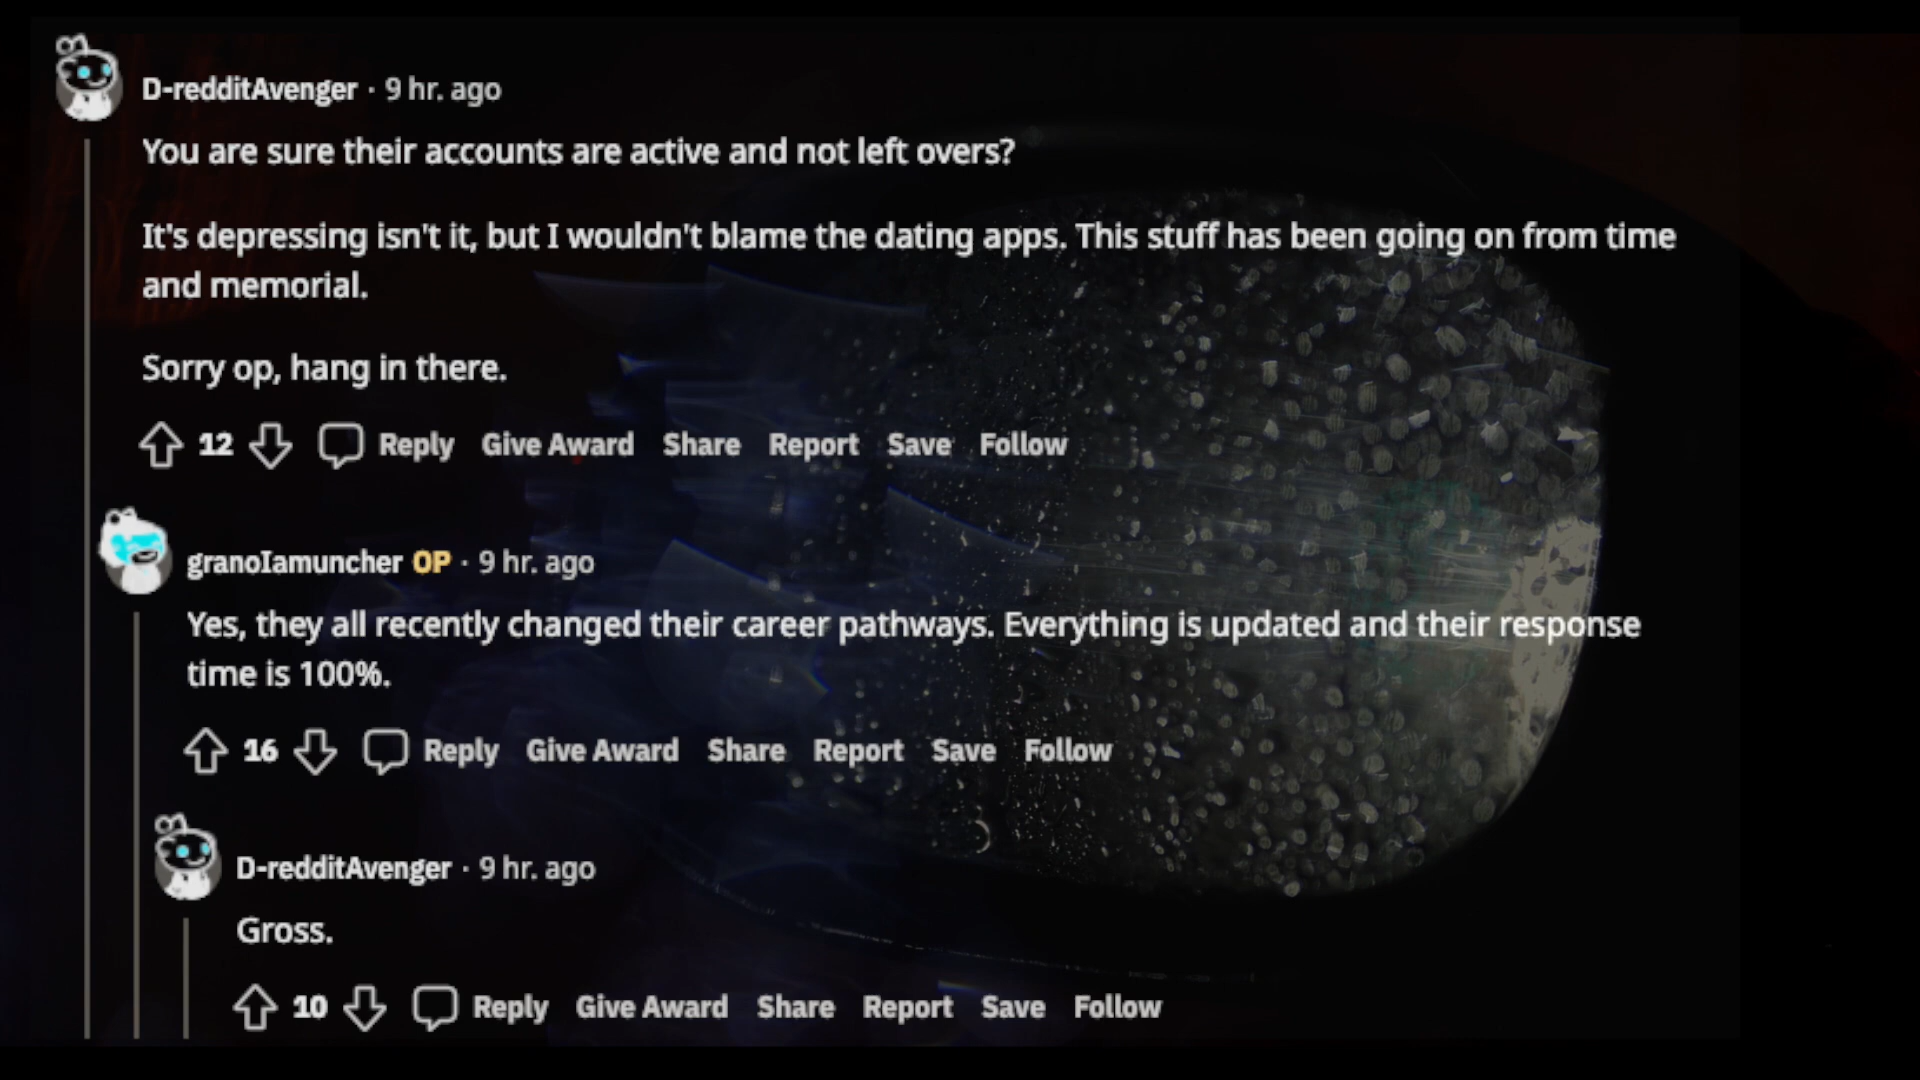 D-redditAvenger · 9 hr. ago
You are sure their accounts are active and not left overs?
It's depressing isn't it, but I wouldn't blame the dating apps. This stuff has been going on from time
and memorial.
Sorry op, hang in there.
12 Reply Give Award Share Report Save Follow
granoIamuncher OP · 9 hr. ago
Yes, they all recently changed their career pathways. Everything is updated and their response
time is 100%.
16 Reply Give Award Share Report Save Follow
D-redditAvenger · 9 hr. ago
Gross.
10 Reply Give Award Share Report Save Follow